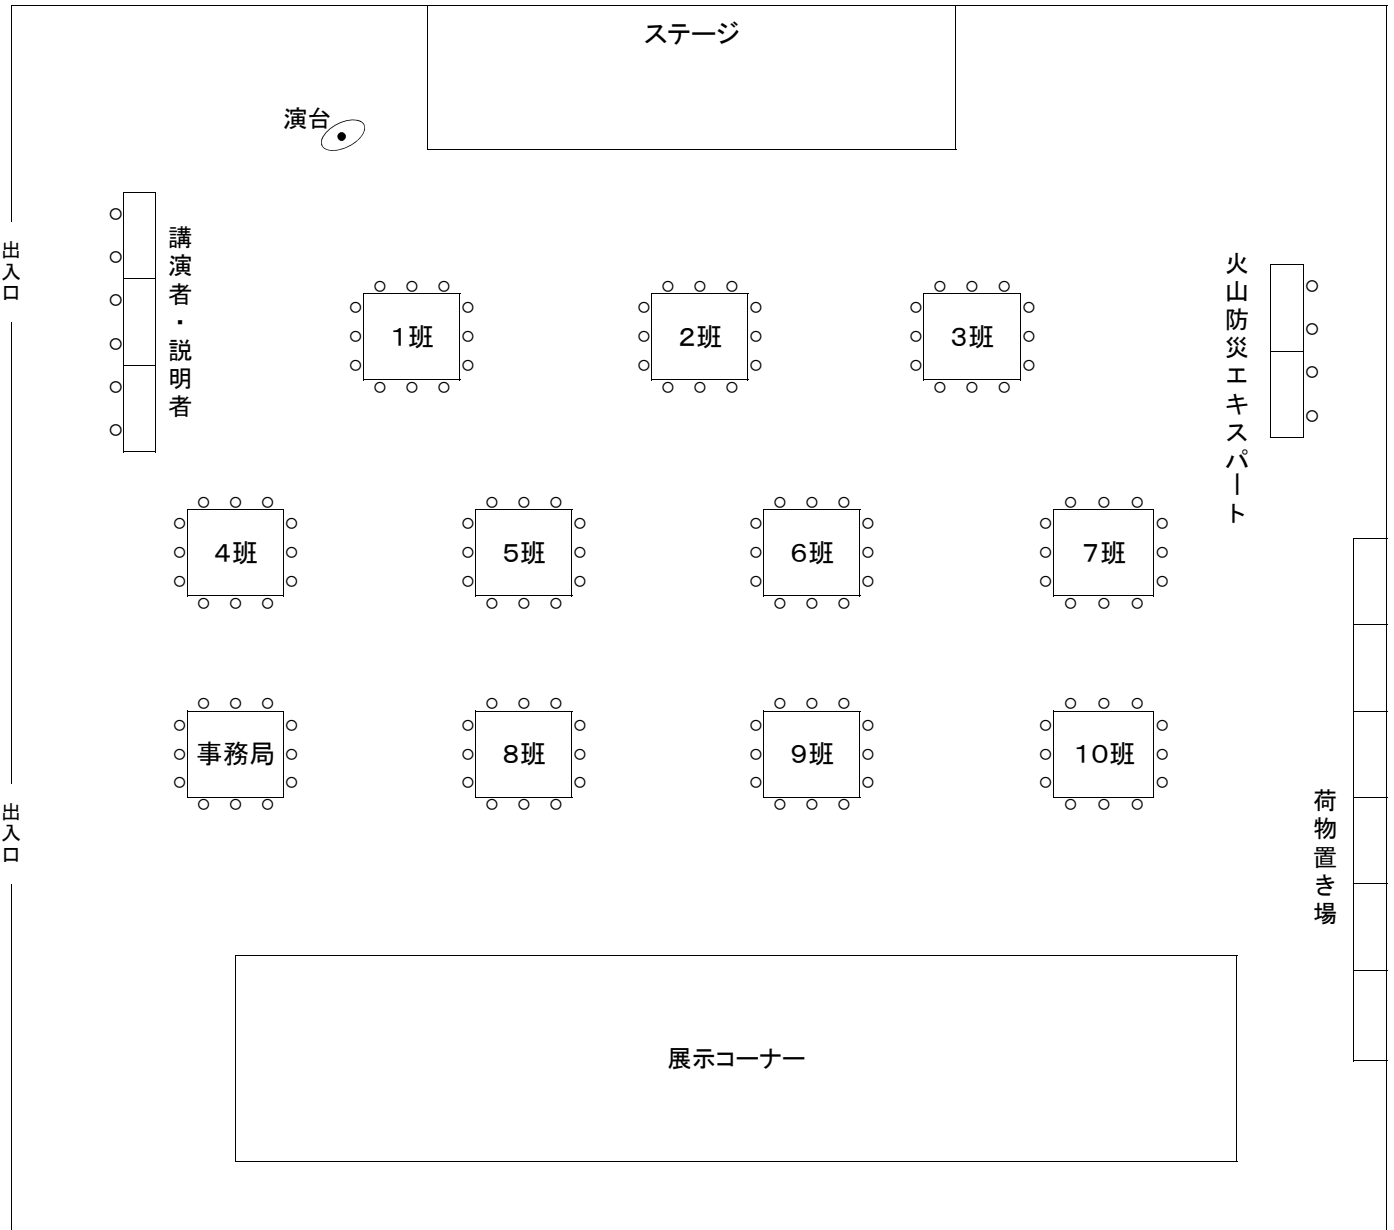 ステージ
演台
出入口
講演者・説明者
火山防災エキスパート
1班
2班
3班
4班
5班
6班
7班
事務局
8班
9班
10班
出入口
荷物置き場
展示コーナー